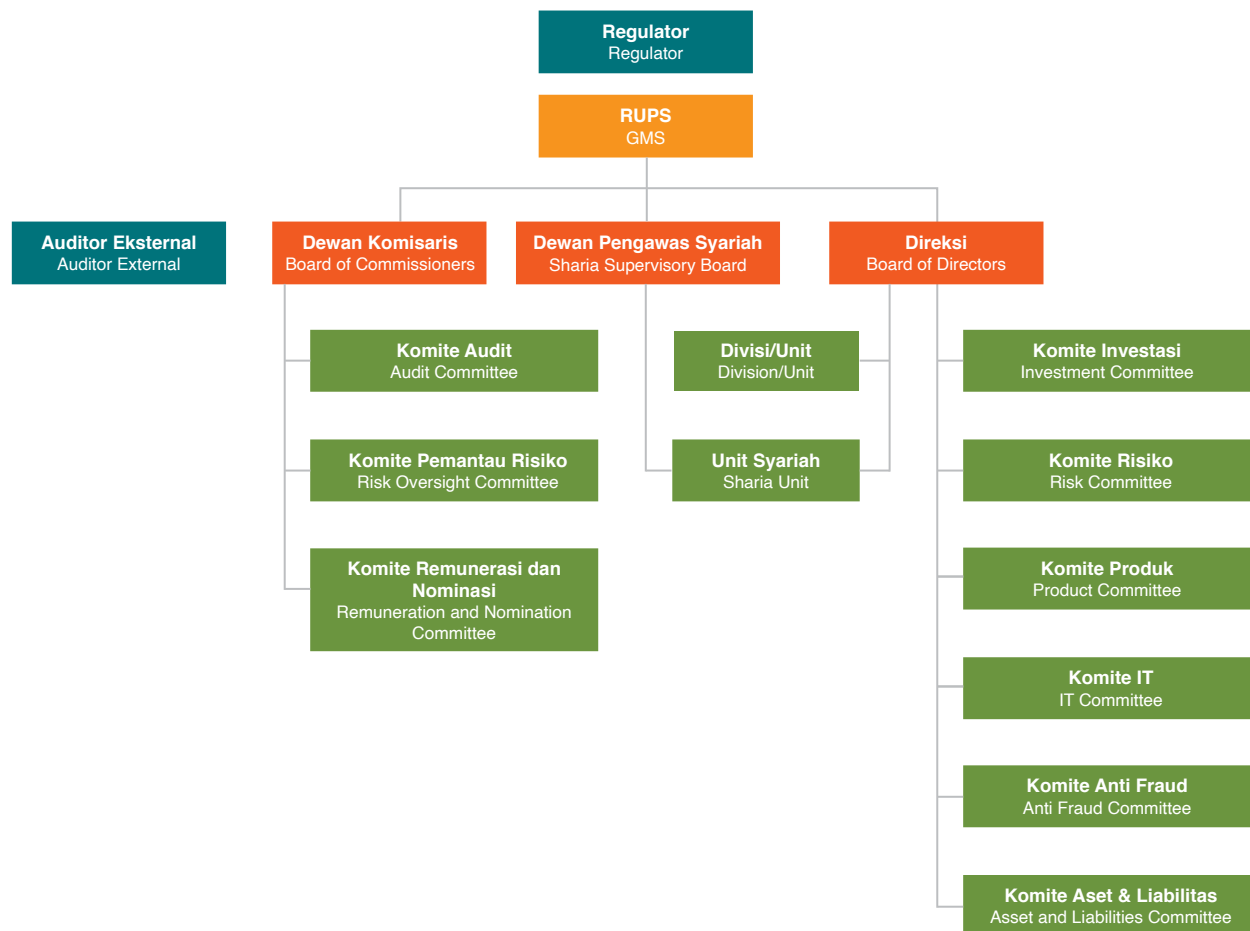 Regulator
Regulator
RUPS
GMS
Auditor Eksternal
Auditor External
Dewan Komisaris
Board of Commissioners
Dewan Pengawas Syariah
Sharia Supervisory Board
Direksi
Board of Directors
Komite Audit
Audit Committee
Divisi/Unit
Division/Unit
Komite Investasi
Investment Committee
Komite Pemantau Risiko
Risk Oversight Committee
Unit Syariah
Sharia Unit
Komite Risiko
Risk Committee
Komite Remunerasi dan
Nominasi
Remuneration and Nomination
Committee
Komite Produk
Product Committee
Komite IT
IT Committee
Komite Anti Fraud
Anti Fraud Committee
Komite Aset & Liabilitas
Asset and Liabilities Committee